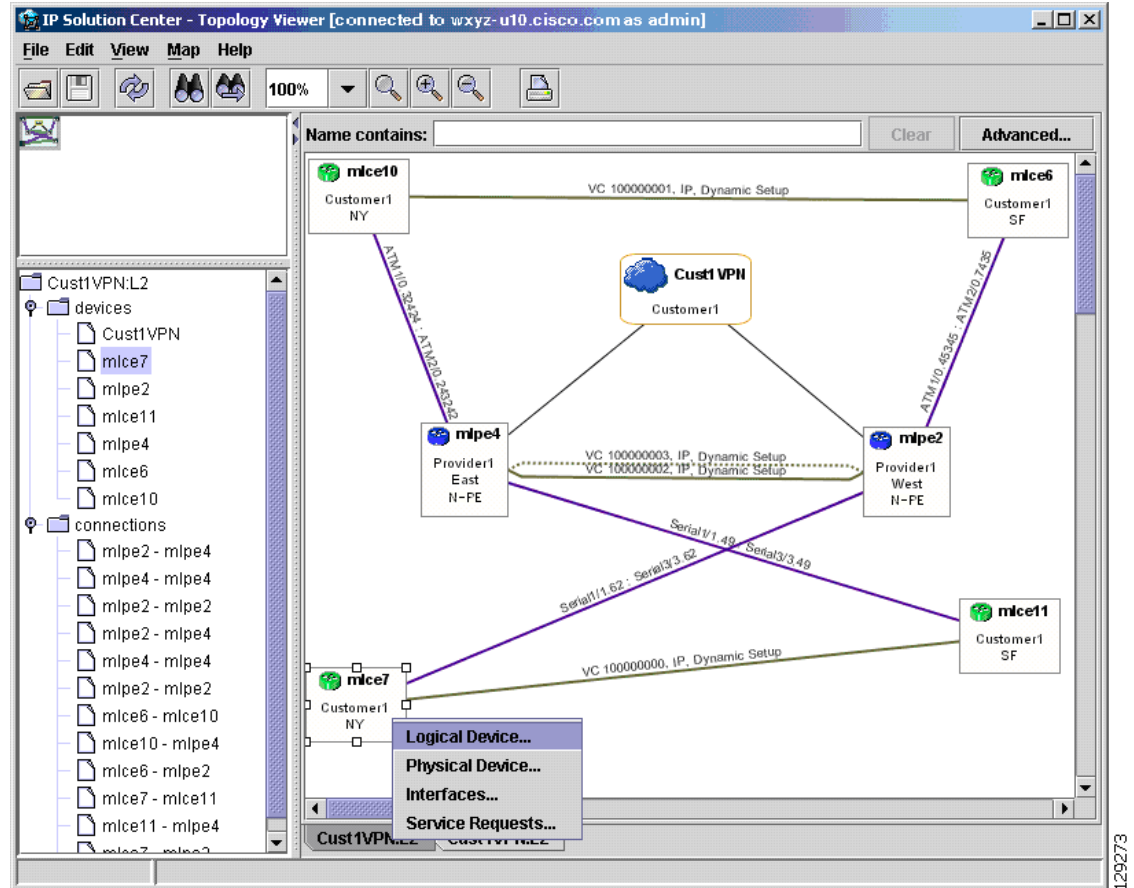 IP Solution Center - Topology Viewer [connected to wxyz-u10.cisco.com as admin]
File Edit View Map Help
100%
Name contains: Clear Advanced...
Cust1VPN:L2
devices
Cust1VPN
mlce7
mlpe2
mlce11
mlpe4
mlce6
mlce10
connections
mlpe2 - mlpe4
mlpe4 - mlpe4
mlpe2 - mlpe2
mlpe2 - mlpe4
mlpe4 - mlpe4
mlpe2 - mlpe2
mlce6 - mlce10
mlce10 - mlpe4
mlce6 - mlpe2
mlce7 - mlce11
mlce11 - mlpe4
mlce7 - mlpe2
mlce10
Customer1
NY
VC 100000001, IP, Dynamic Setup
mlce6
Customer1
SF
ATM1/0.32424 : ATM2/0.243242
Cust1VPN
Customer1
ATM1/0.45345 : ATM2/0.7435
mlpe4
Provider1
East
N-PE
VC 100000003, IP, Dynamic Setup
VC 100000002, IP, Dynamic Setup
mlpe2
Provider1
West
N-PE
Serial1/1.49 : Serial3/3.49
Serial1/1.62 : Serial3/3.62
mlce11
Customer1
SF
VC 100000000, IP, Dynamic Setup
mlce7
Customer1
NY
Logical Device...
Physical Device...
Interfaces...
Service Requests...
Cust1VPN:L2 Cust1VPN:L2
129273